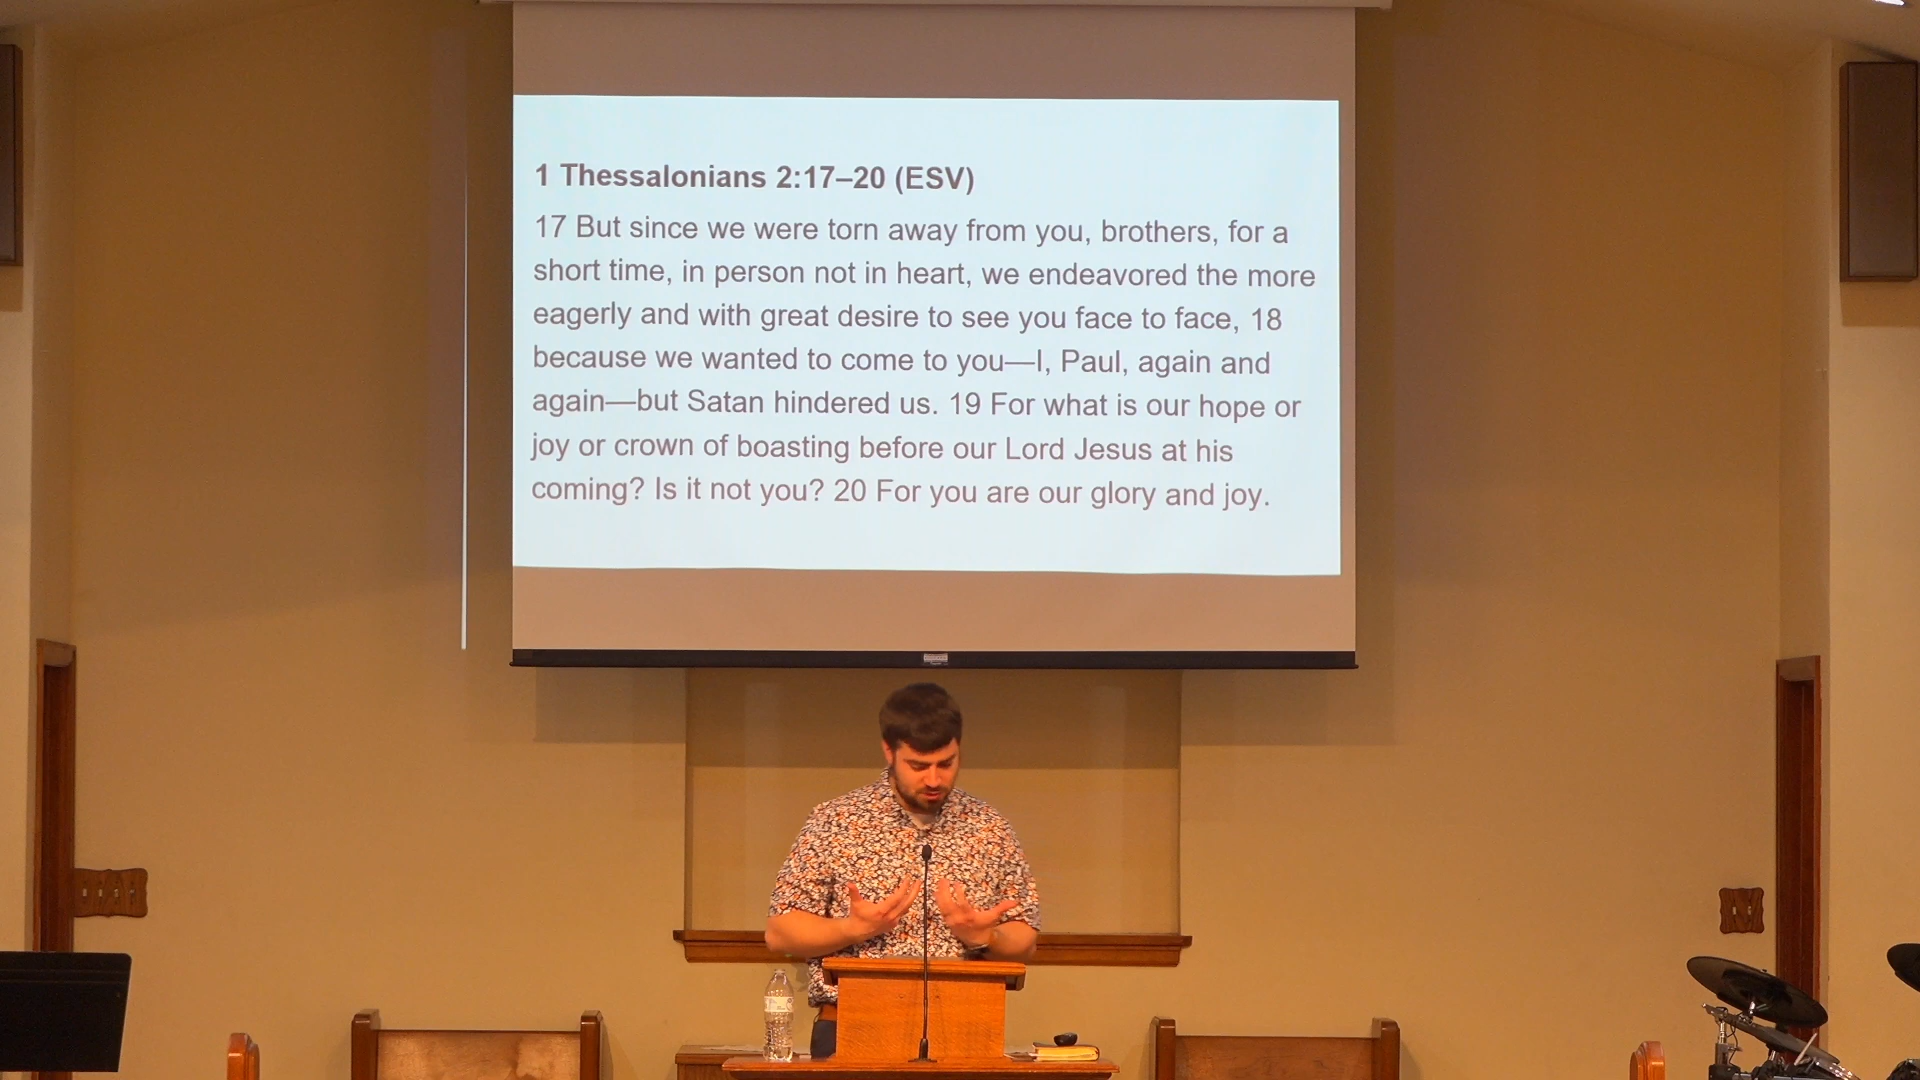 1 Thessalonians 2:17–20 (ESV)
17 But since we were torn away from you, brothers, for a
short time, in person not in heart, we endeavored the more
eagerly and with great desire to see you face to face, 18
because we wanted to come to you—I, Paul, again and
again—but Satan hindered us. 19 For what is our hope or
joy or crown of boasting before our Lord Jesus at his
coming? Is it not you? 20 For you are our glory and joy.